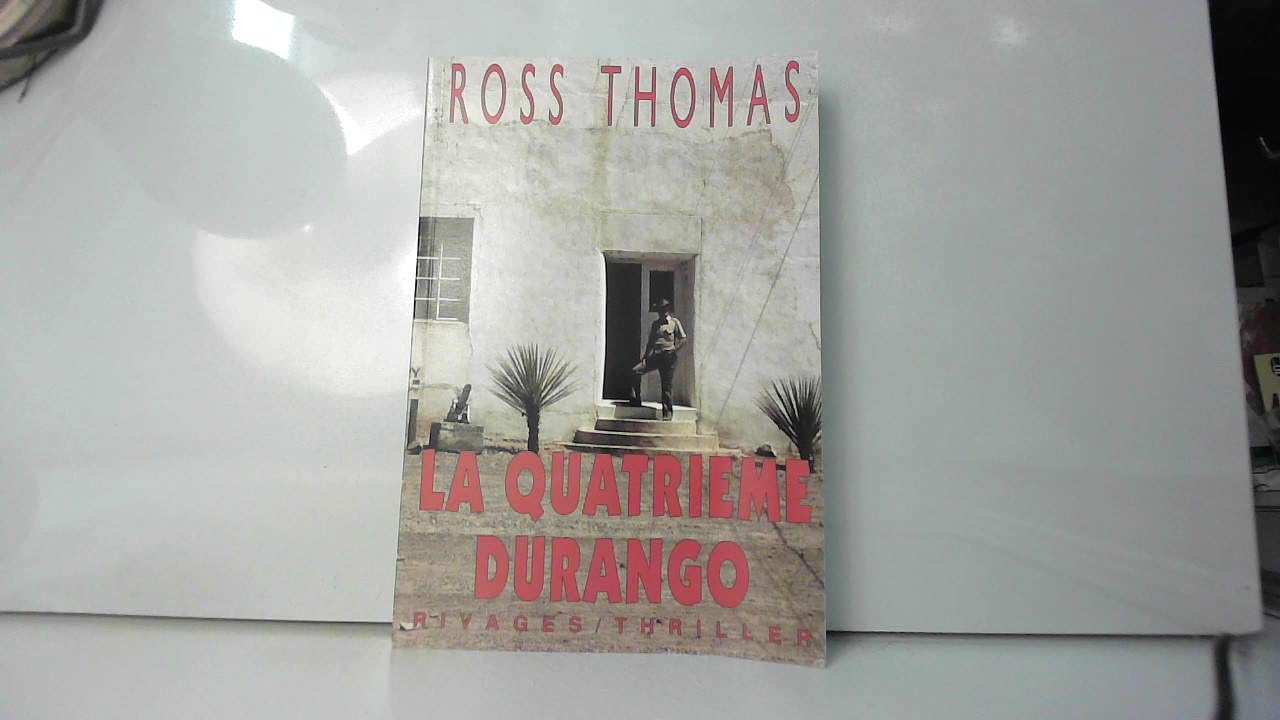 ROSS THOMAS
LA QUATRIEME
DURANGO
RIVAGES/THRILLER